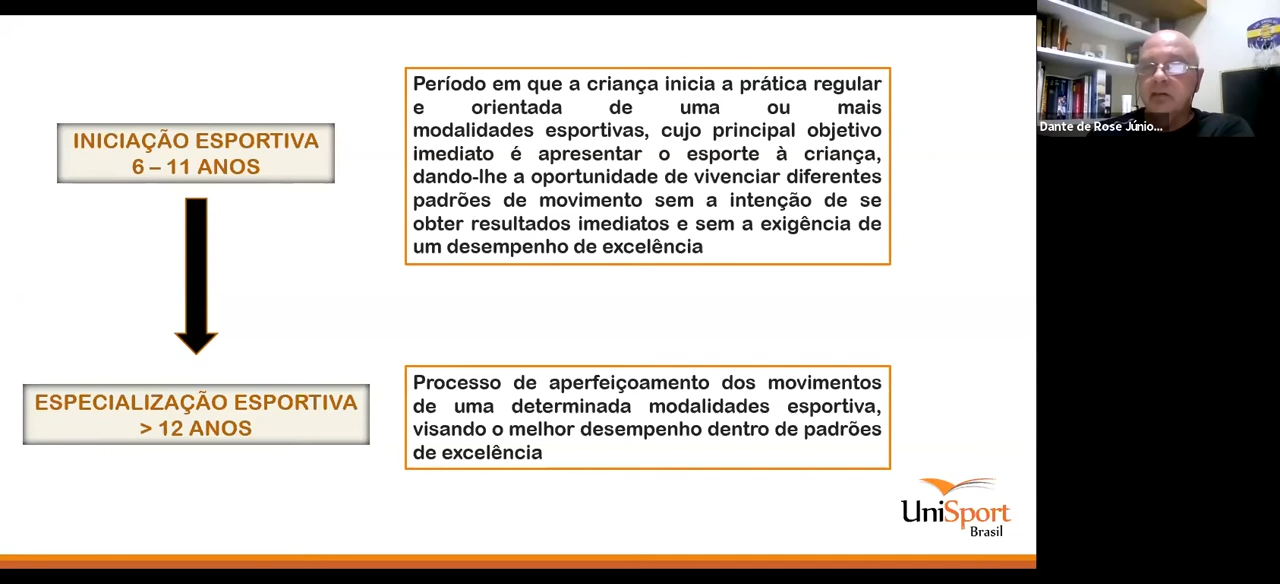 INICIAÇÃO ESPORTIVA
6 – 11 ANOS
Período em que a criança inicia a prática regular
e orientada de uma ou mais
modalidades esportivas, cujo principal objetivo
imediato é apresentar o esporte à criança,
dando-lhe a oportunidade de vivenciar diferentes
padrões de movimento sem a intenção de se
obter resultados imediatos e sem a exigência de
um desempenho de excelência
ESPECIALIZAÇÃO ESPORTIVA
> 12 ANOS
Processo de aperfeiçoamento dos movimentos
de uma determinada modalidades esportiva,
visando o melhor desempenho dentro de padrões
de excelência
UniSport
Brasil
Dante de Rose Júnio...